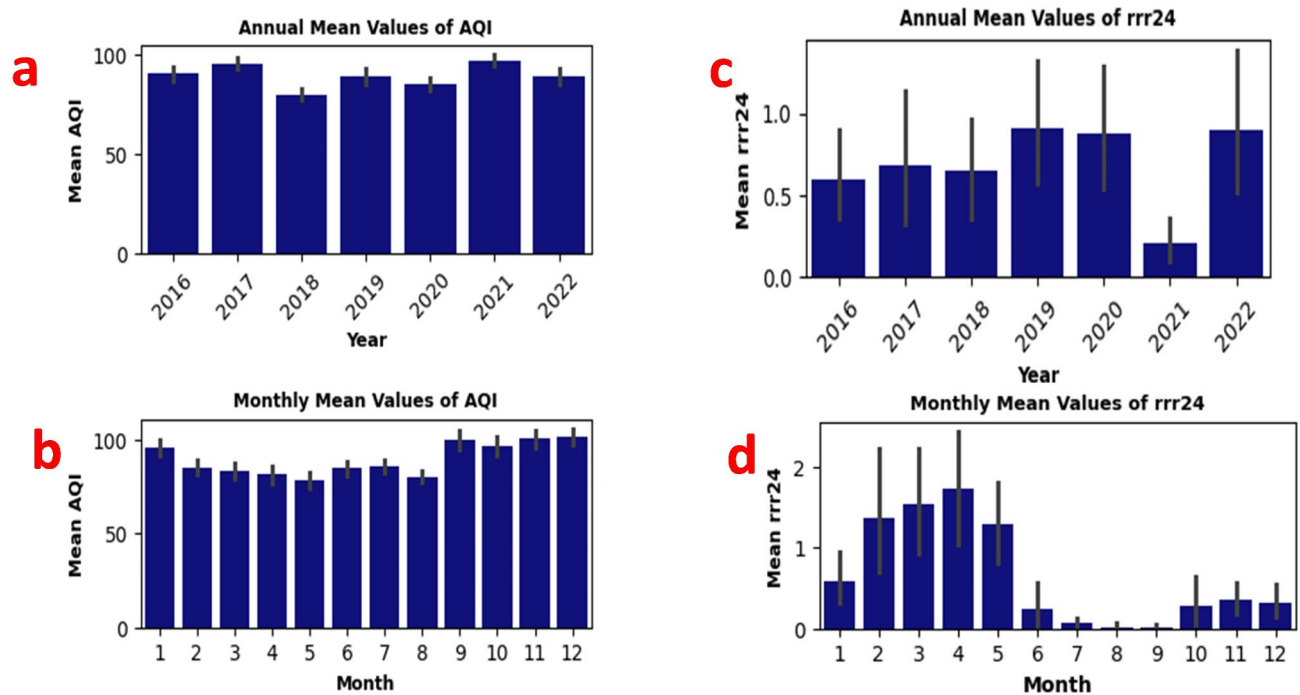 a
Annual Mean Values of AQI
Mean AQI
100
50
0
2016 2017 2018 2019 2020 2021 2022
Year
b
Monthly Mean Values of AQI
Mean AQI
100
50
0
1 2 3 4 5 6 7 8 9 10 11 12
Month
c
Annual Mean Values of rrr24
Mean rrr24
1.0
0.5
0.0
2016 2017 2018 2019 2020 2021 2022
Year
d
Monthly Mean Values of rrr24
Mean rrr24
2
1
0
1 2 3 4 5 6 7 8 9 10 11 12
Month